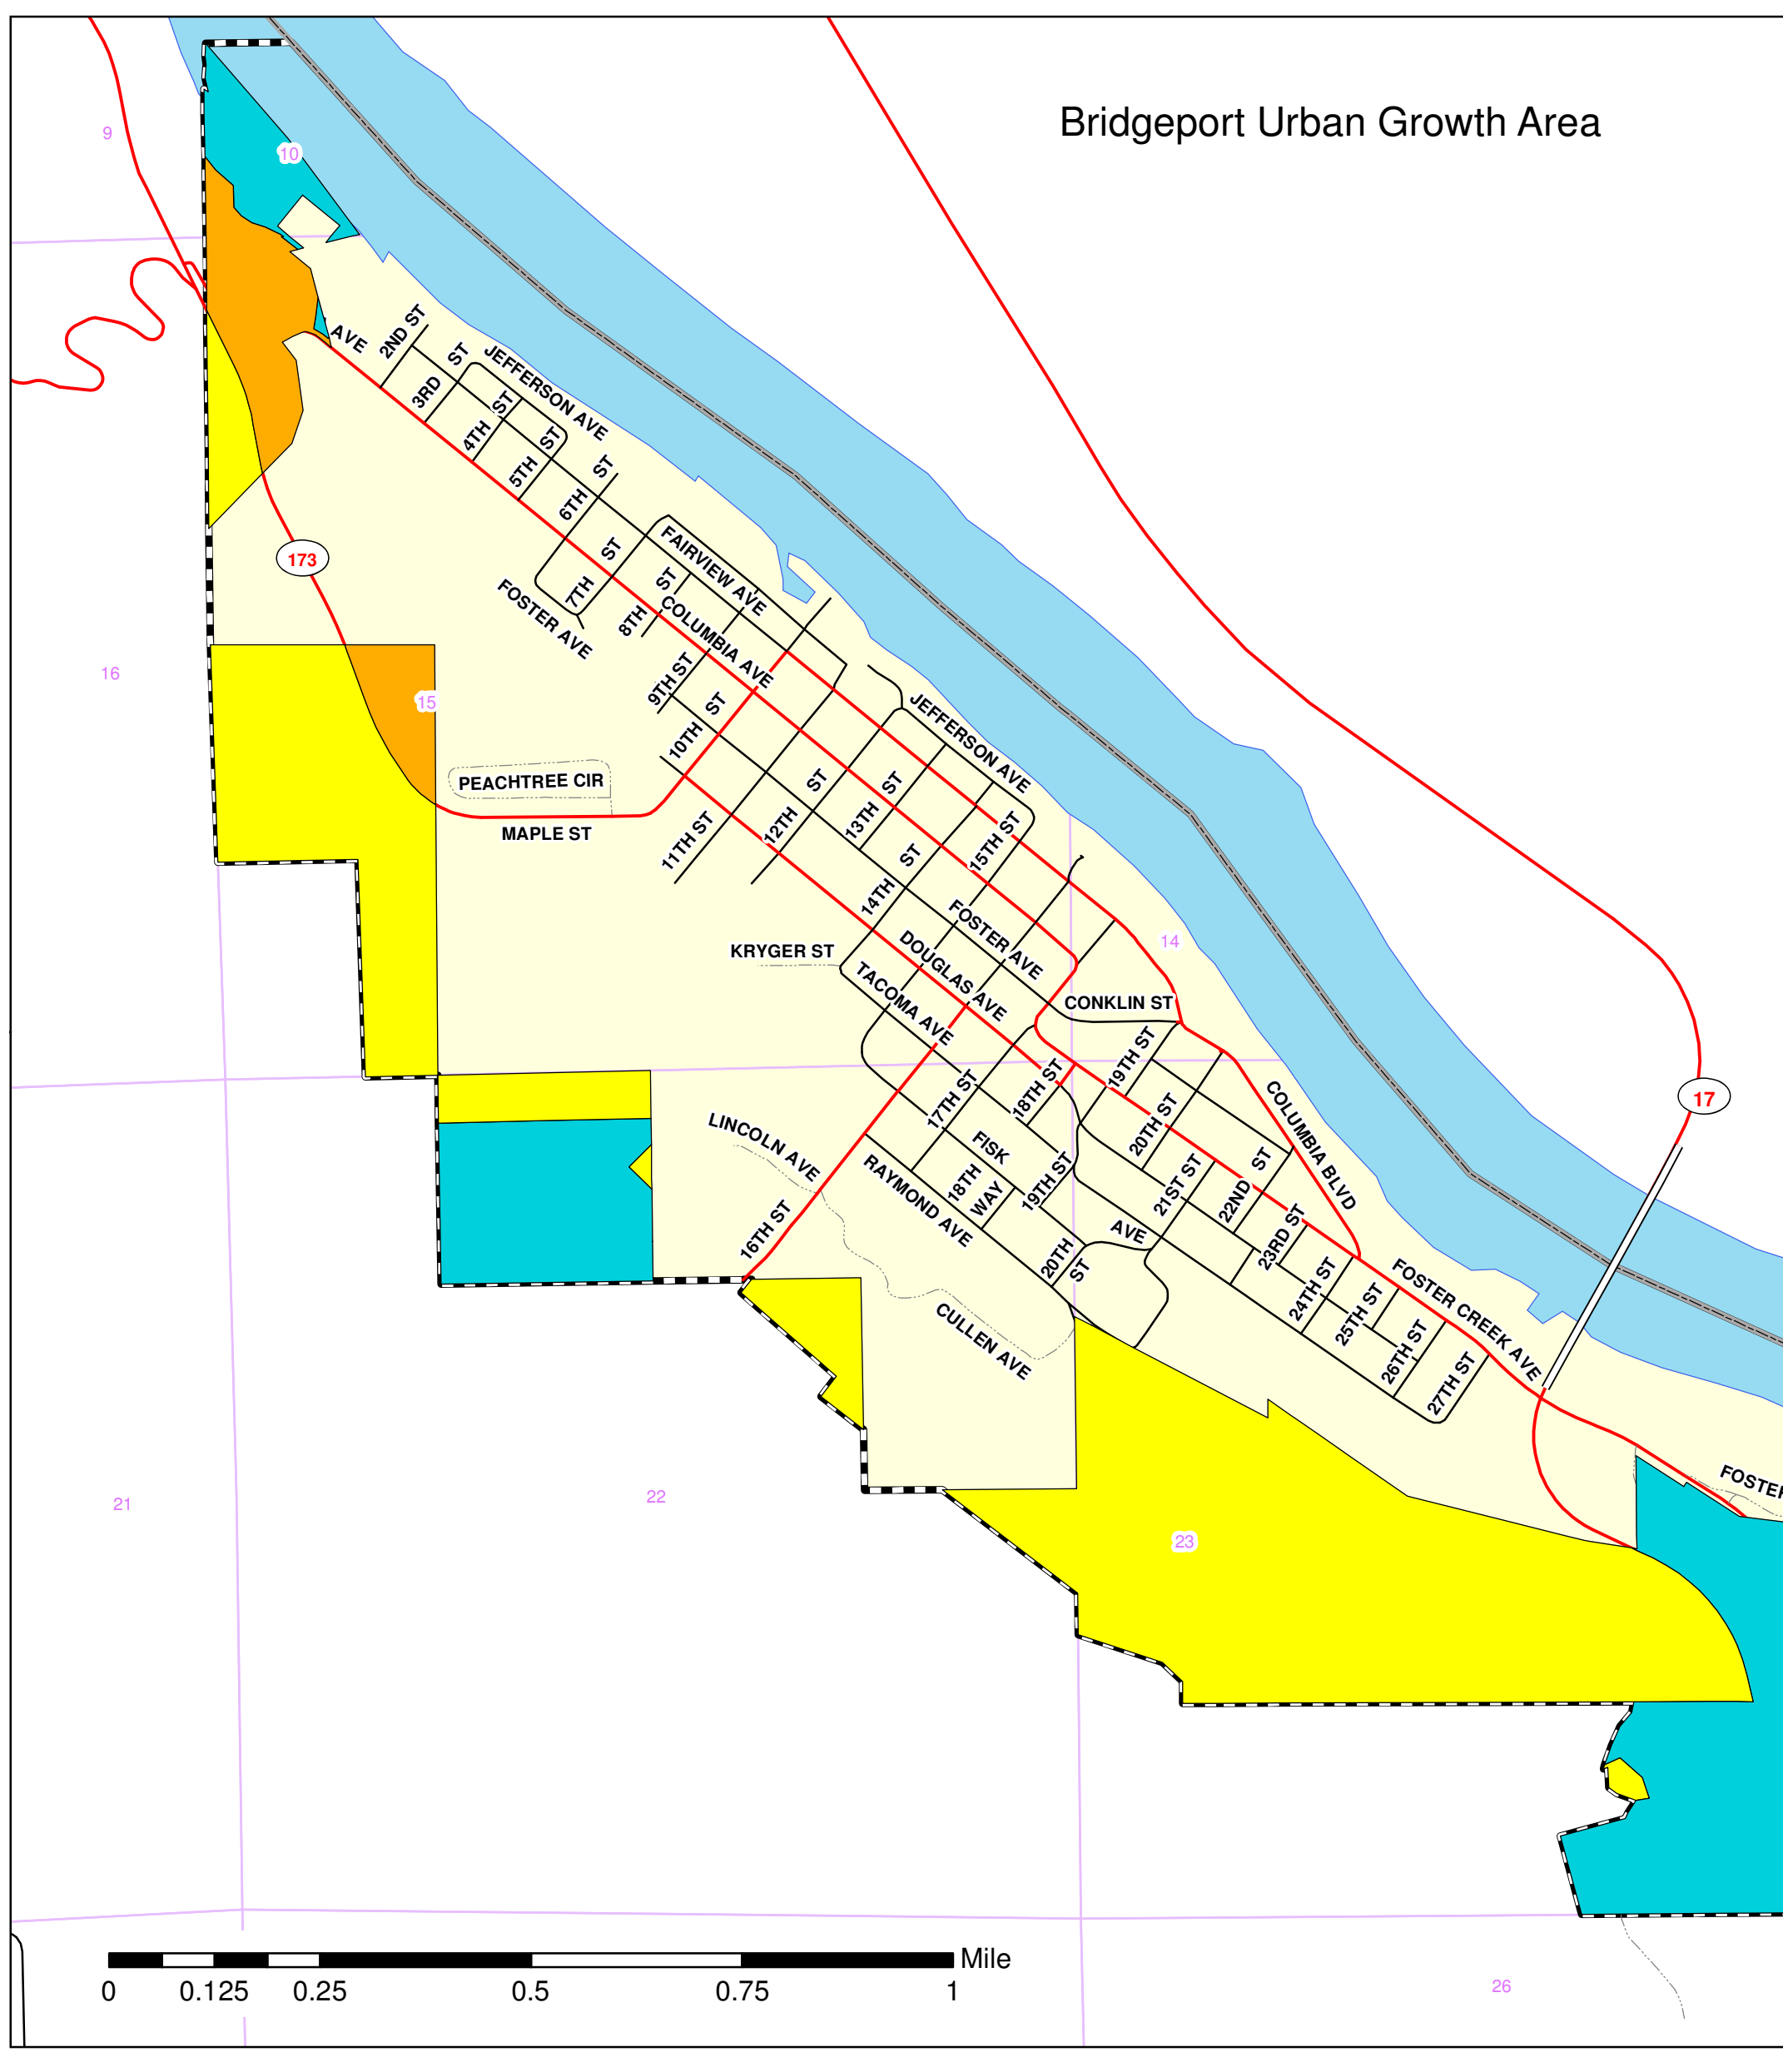 Bridgeport Urban Growth Area
9
10
AVE
2ND ST
3RD ST
JEFFERSON AVE
4TH ST
5TH ST
6TH ST
173
7TH ST
FAIRVIEW AVE
FOSTER AVE
8TH ST
COLUMBIA AVE
16
15
9TH ST
10TH ST
JEFFERSON AVE
PEACHTREE CIR
MAPLE ST
11TH ST
12TH ST
13TH ST
14TH ST
15TH ST
14
FOSTER AVE
KRYGER ST
DOUGLAS AVE
TACOMA AVE
CONKLIN ST
17
17TH ST
18TH ST
19TH ST
20TH ST
COLUMBIA BLVD
LINCOLN AVE
FISK AVE
18TH WAY
19TH ST
21ST ST
22ND ST
RAYMOND AVE
16TH ST
20TH ST
23RD ST
24TH ST
25TH ST
26TH ST
27TH ST
FOSTER CREEK AVE
CULLEN AVE
FOSTER
21
22
23
26
Mile
0 0.125 0.25 0.5 0.75 1